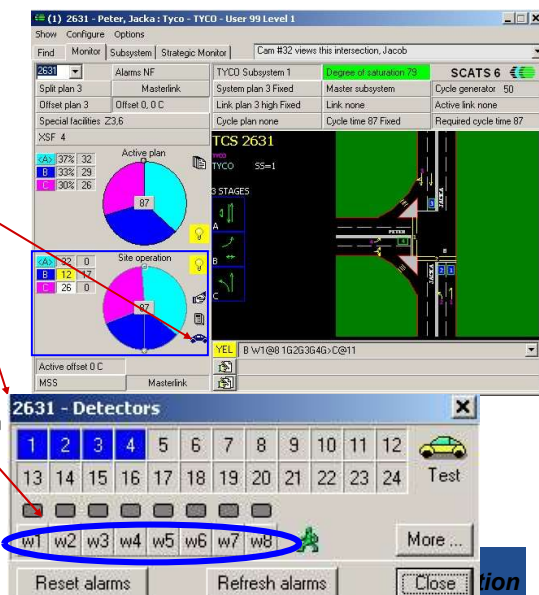 (1) 2631 - Peter, Jacka : Tyco - TYCO - User 99 Level 1
Show Configure Options
Find Monitor Subsystem Strategic Monitor Cam #32 views this intersection, Jacob
2631 Alarms NF TYCO Subsystem 1 Degree of saturation 79 SCATS 6
Split plan 3 Masterlink System plan 3 Fixed Master subsystem Cycle generator 50
Offset plan 3 Offset 0, 0 C Link plan 3 high Fixed Link none Active link none
Special facilities Z3,6 Cycle plan none Cycle time 87 Fixed Required cycle time 87
XSF 4
TCS 2631
TYCO
TYCO SS=1
3 STAGES
A
B
C
Active plan
<A> 37% 32
B 33% 29
C 30% 26
87
PETER
JACKA
JACKA
Site operation
<A> 32 0
B 12 17
C 26 0
87
YEL B W1@8 1G2G3G4G>C@11
Active offset 0 C
MSS Masterlink
2631 - Detectors
1 2 3 4 5 6 7 8 9 10 11 12
13 14 15 16 17 18 19 20 21 22 23 24 Test
w1 w2 w3 w4 w5 w6 w7 w8 More ...
Reset alarms Refresh alarms Close tion